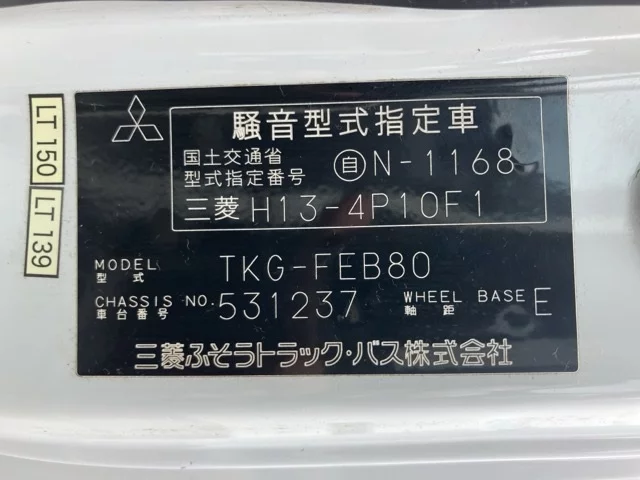 騒音型式指定車
国土交通省
型式指定番号
自N-1168
三菱 H13-4P10F1
MODEL
型式
TKG-FEB80
CHASSIS NO.
車台番号
531237
WHEEL BASE
軸距
E
三菱ふそうトラック・バス株式会社
LT 150
LT 139